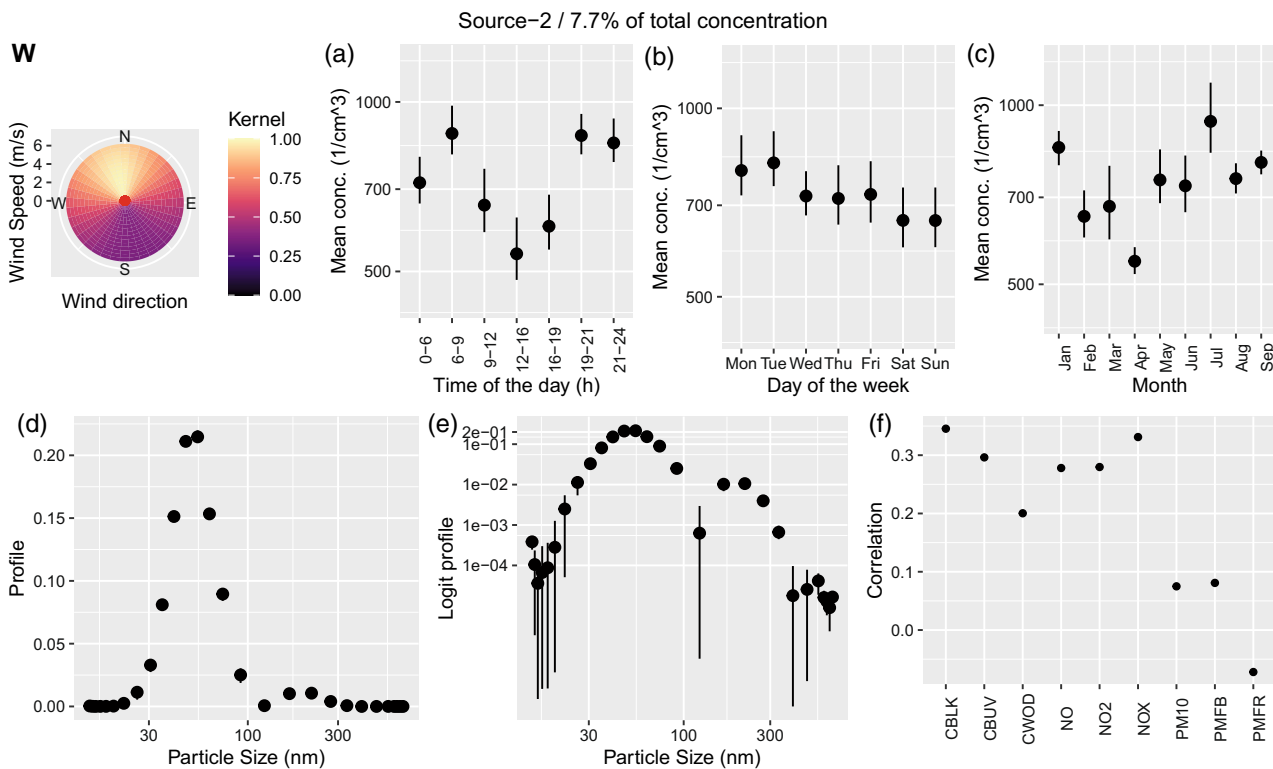 Source−2 / 7.7% of total concentration
W
Wind Speed (m/s)
6
4
2
0
N
W
E
S
Wind direction
Kernel
1.00
0.75
0.50
0.25
0.00
(a)
Mean conc. (1/cm^3)
1000
700
500
0−6
6−9
9−12
12−16
16−19
19−21
21−24
Time of the day (h)
(b)
Mean conc. (1/cm^3)
1000
700
500
Mon Tue Wed Thu Fri Sat Sun
Day of the week
(c)
Mean conc. (1/cm^3)
1000
700
500
Jan
Feb
Mar
Apr
May
Jun
Jul
Aug
Sep
Month
(d)
Profile
0.20
0.15
0.10
0.05
0.00
30 100 300
Particle Size (nm)
(e)
Logit profile
2e−01
1e−01
1e−02
1e−03
1e−04
30 100 300
Particle Size (nm)
(f)
Correlation
0.3
0.2
0.1
0.0
CBLK
CBUV
CWOD
NO
NO2
NOX
PM10
PMFB
PMFR